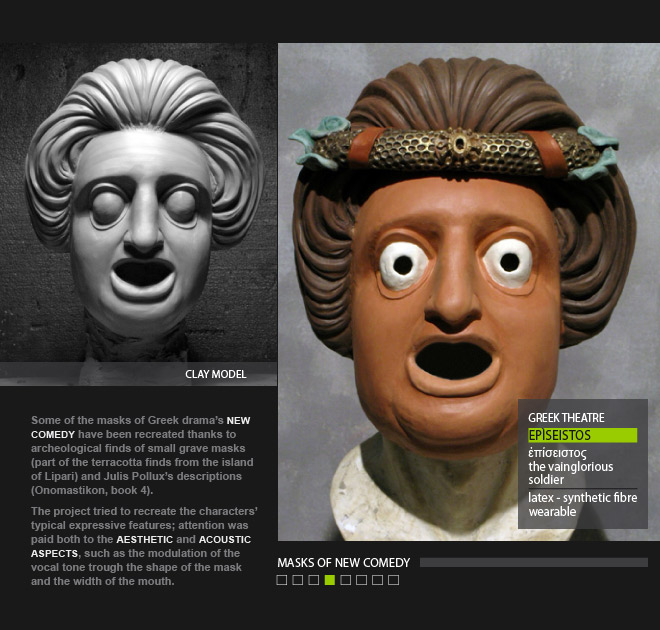 CLAY MODEL
Some of the masks of Greek drama's NEW
COMEDY have been recreated thanks to
archeological finds of small grave masks
(part of the terracotta finds from the island
of Lipari) and Julis Pollux's descriptions
(Onomastikon, book 4).
The project tried to recreate the characters'
typical expressive features; attention was
paid both to the AESTHETIC and ACOUSTIC
ASPECTS, such as the modulation of the
vocal tone trough the shape of the mask
and the width of the mouth.
GREEK THEATRE
EPÌSEISTOS
ἐπίσειστος
the vainglorious
soldier
latex - synthetic fibre
wearable
MASKS OF NEW COMEDY